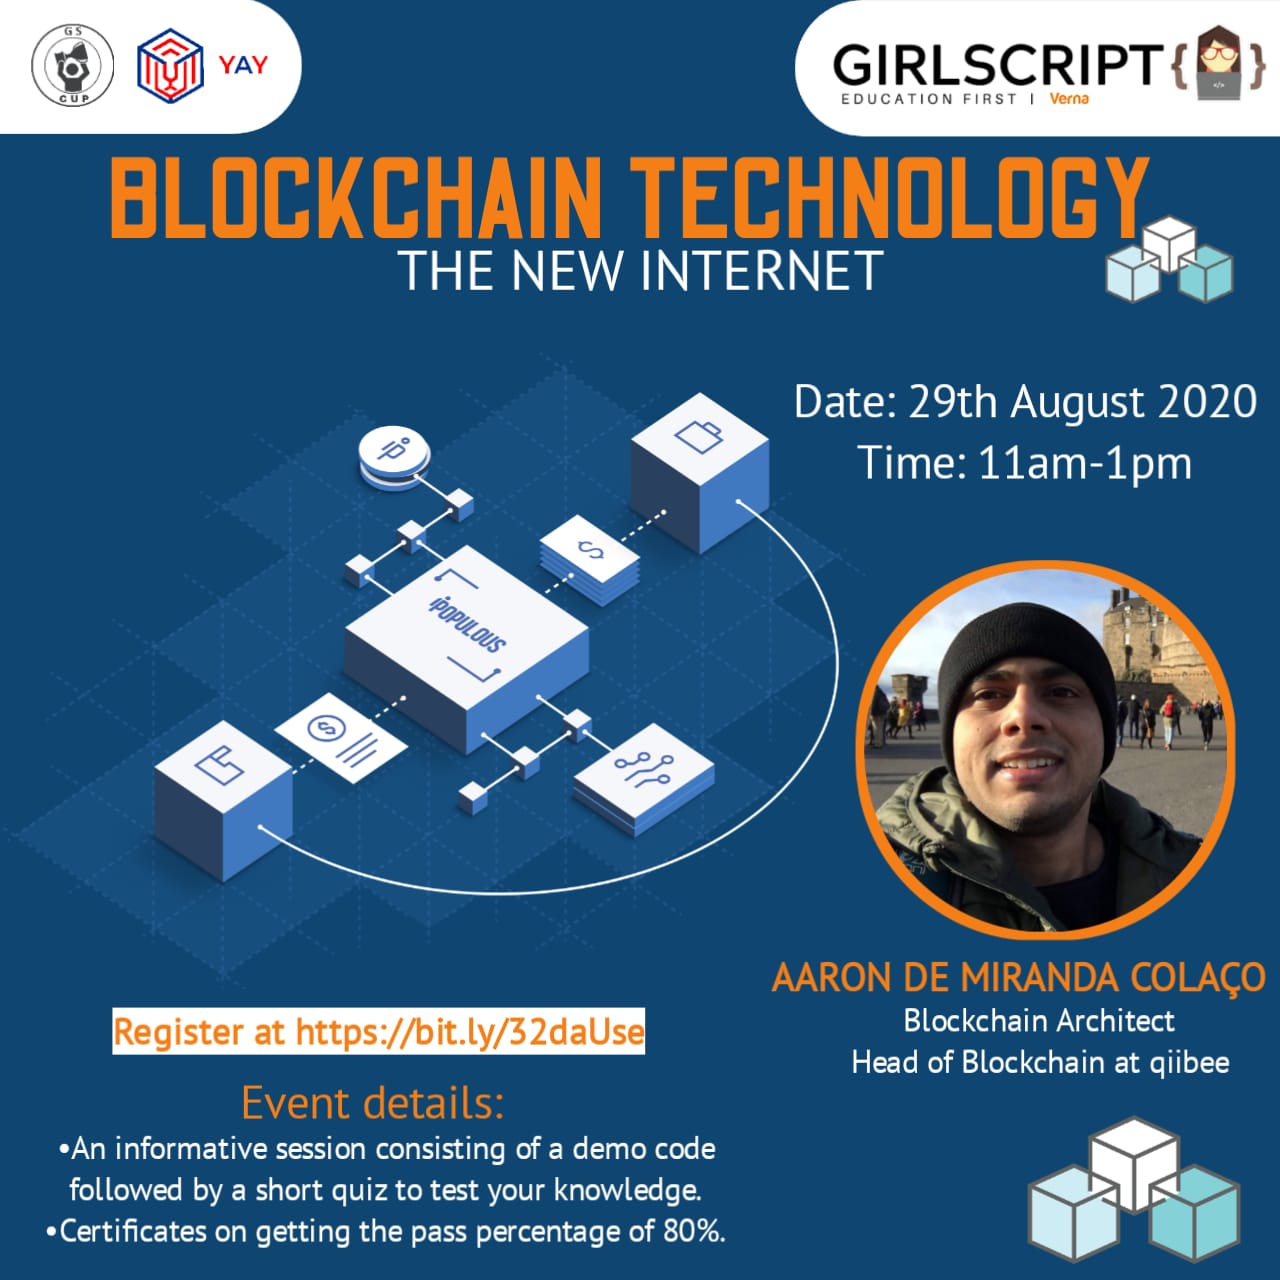 GS
CUP
YAY
GIRLSCRIPT
EDUCATION FIRST | Verna
</>
BLOCKCHAIN TECHNOLOGY
THE NEW INTERNET
Date: 29th August 2020
Time: 11am-1pm
POPULOUS
AARON DE MIRANDA COLAÇO
Blockchain Architect
Head of Blockchain at qiibee
Register at https://bit.ly/32daUse
Event details:
•An informative session consisting of a demo code
followed by a short quiz to test your knowledge.
•Certificates on getting the pass percentage of 80%.